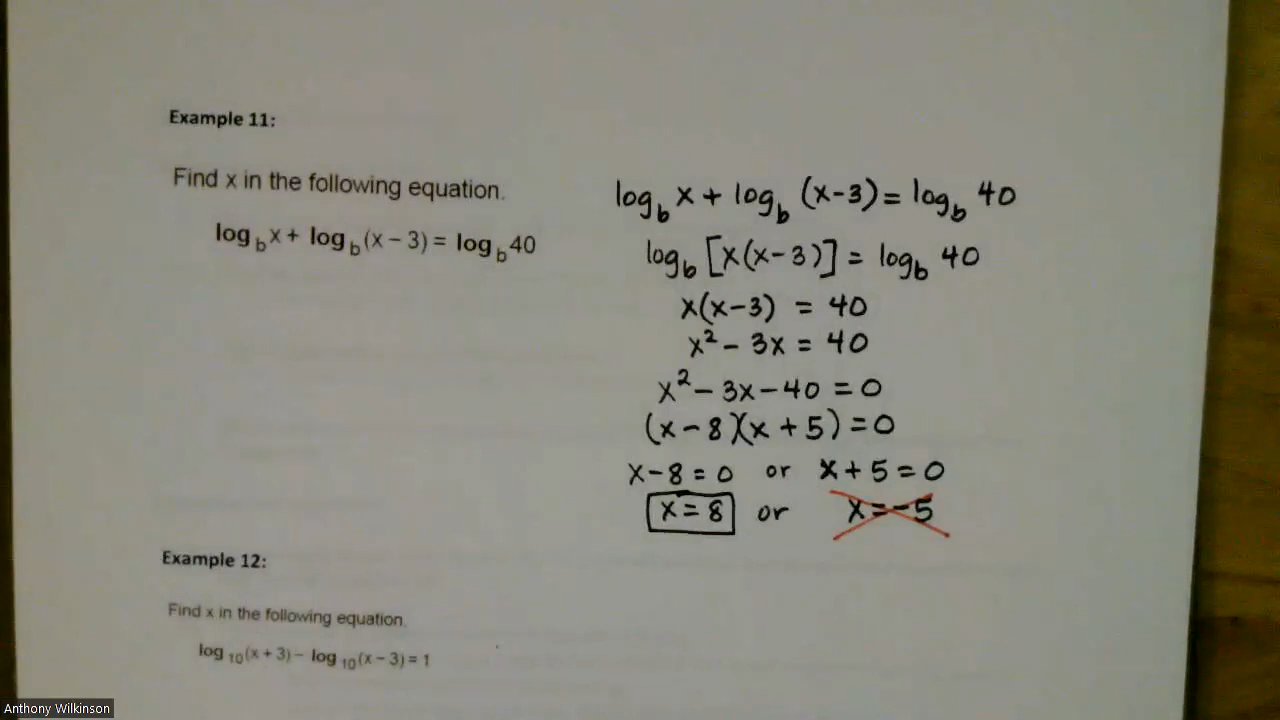 Example 11:
Find x in the following equation.
log_b x + log_b (x − 3) = log_b 40
log_b x + log_b (x-3) = log_b 40
log_b [x(x-3)] = log_b 40
x(x-3) = 40
x² - 3x = 40
x² - 3x - 40 = 0
(x - 8)(x + 5) = 0
x - 8 = 0 or x + 5 = 0
x = 8 or x = -5
Example 12:
Find x in the following equation.
log₁₀(x + 3) − log₁₀(x − 3) = 1
Anthony Wilkinson